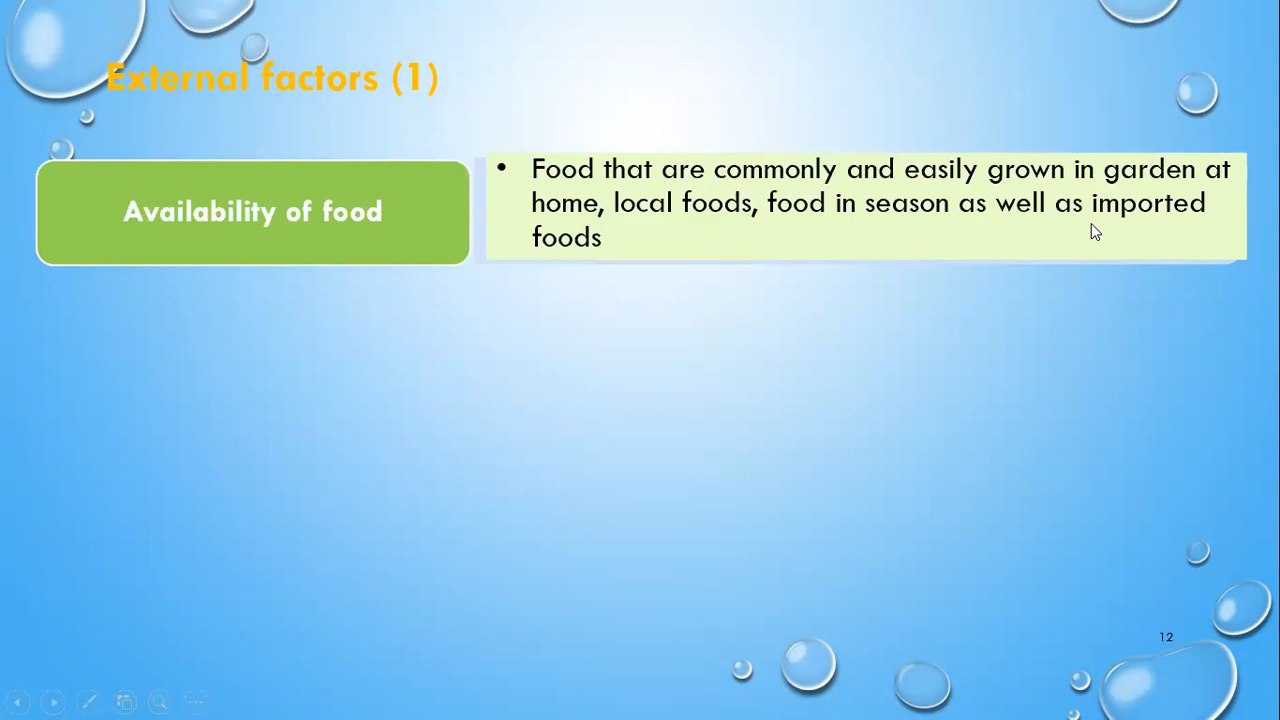 External factors (1)
Availability of food
• Food that are commonly and easily grown in garden at
home, local foods, food in season as well as imported
foods
12